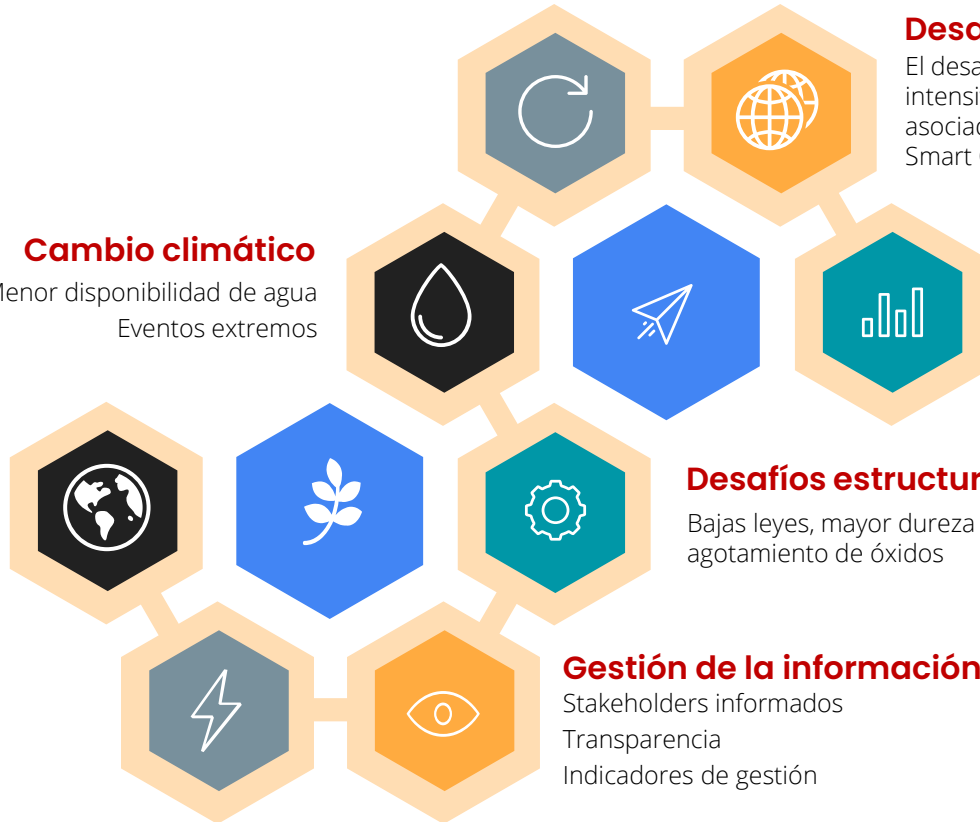 Desa
El desa
intensi
asociad
Smart
Cambio climático
Menor disponibilidad de agua
Eventos extremos
Desafíos estructur
Bajas leyes, mayor dureza
agotamiento de óxidos
Gestión de la información
Stakeholders informados
Transparencia
Indicadores de gestión